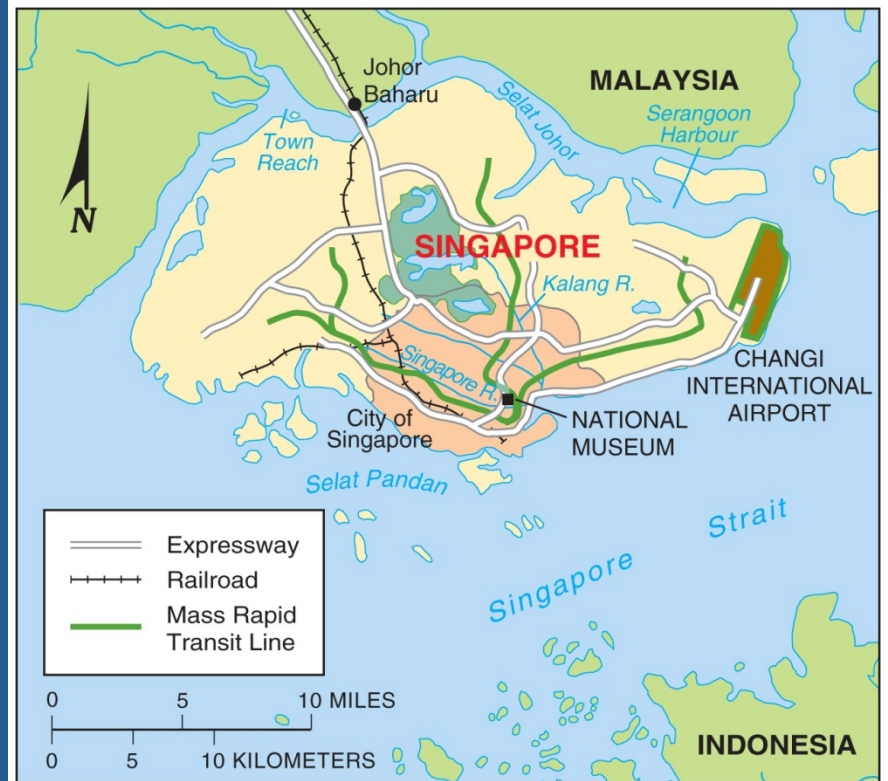 Johor
Baharu
MALAYSIA
Selat Johor
Serangoon
Harbour
Town
Reach
N
SINGAPORE
Kalang R.
Singapore R.
CHANGI
INTERNATIONAL
AIRPORT
City of
Singapore
NATIONAL
MUSEUM
Selat Pandan
Singapore Strait
Expressway
Railroad
Mass Rapid
Transit Line
0 5 10 MILES
0 5 10 KILOMETERS
INDONESIA